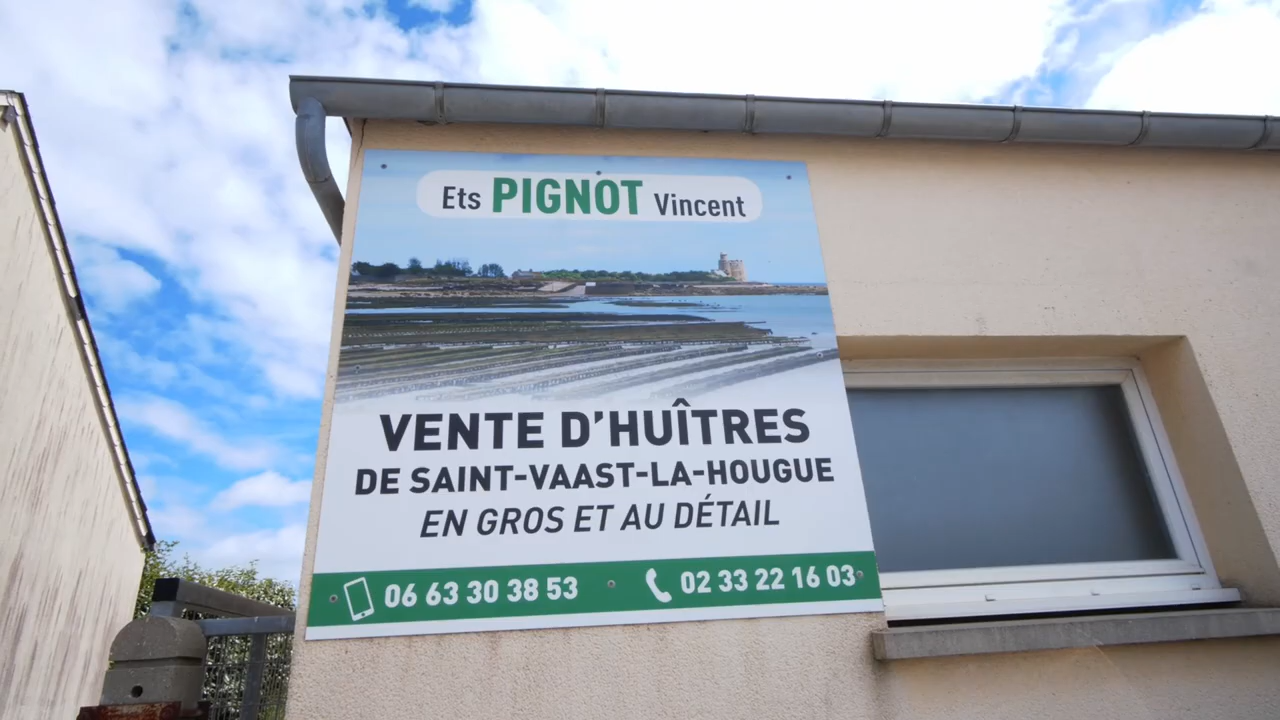 Ets PIGNOT Vincent
VENTE D'HUÎTRES
DE SAINT-VAAST-LA-HOUGUE
EN GROS ET AU DÉTAIL
06 63 30 38 53 02 33 22 16 03